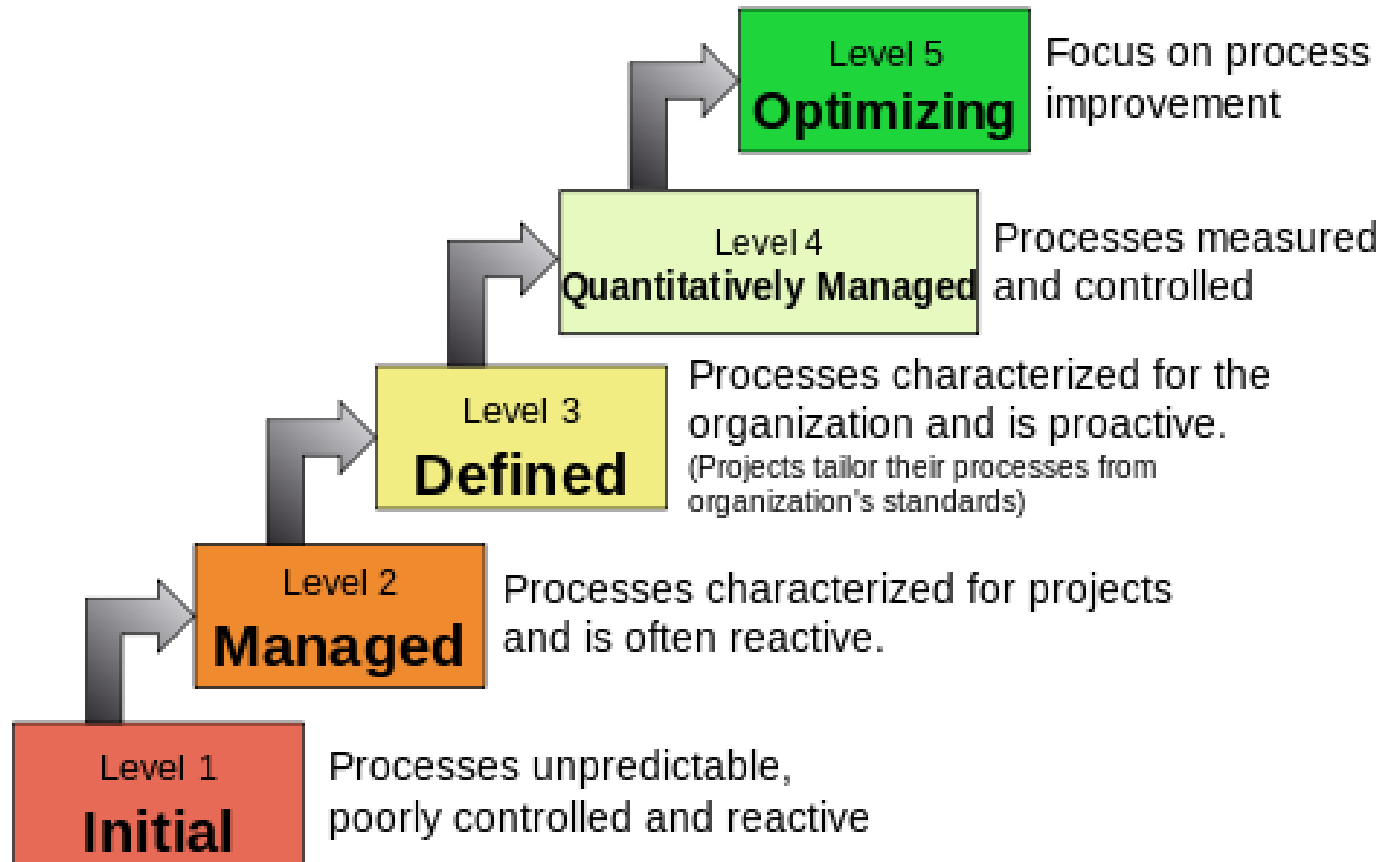 Level 5
Optimizing
Focus on process
improvement
Level 4
Quantitatively Managed
Processes measured
and controlled
Level 3
Defined
Processes characterized for the
organization and is proactive.
(Projects tailor their processes from
organization's standards)
Level 2
Managed
Processes characterized for projects
and is often reactive.
Level 1
Initial
Processes unpredictable,
poorly controlled and reactive